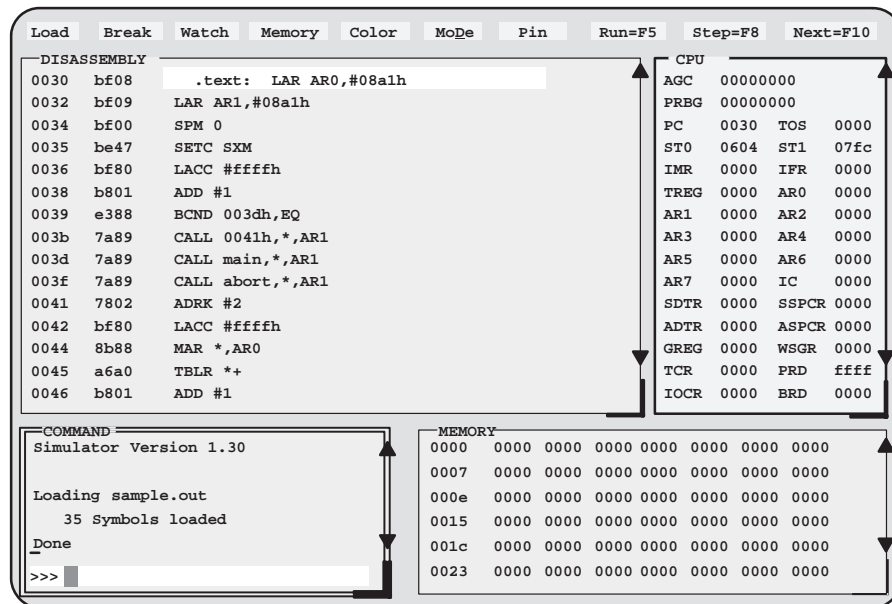 Load Break Watch Memory Color MoDe Pin Run=F5 Step=F8 Next=F10
DISASSEMBLY
0030 bf08 .text: LAR AR0,#08a1h
0032 bf09 LAR AR1,#08a1h
0034 bf00 SPM 0
0035 be47 SETC SXM
0036 bf80 LACC #ffffh
0038 b801 ADD #1
0039 e388 BCND 003dh,EQ
003b 7a89 CALL 0041h,*,AR1
003d 7a89 CALL main,*,AR1
003f 7a89 CALL abort,*,AR1
0041 7802 ADRK #2
0042 bf80 LACC #ffffh
0044 8b88 MAR *,AR0
0045 a6a0 TBLR *+
0046 b801 ADD #1
CPU
AGC 00000000
PRBG 00000000
PC 0030 TOS 0000
ST0 0604 ST1 07fc
IMR 0000 IFR 0000
TREG 0000 AR0 0000
AR1 0000 AR2 0000
AR3 0000 AR4 0000
AR5 0000 AR6 0000
AR7 0000 IC 0000
SDTR 0000 SSPCR 0000
ADTR 0000 ASPCR 0000
GREG 0000 WSGR 0000
TCR 0000 PRD ffff
IOCR 0000 BRD 0000
COMMAND
Simulator Version 1.30
Loading sample.out
35 Symbols loaded
Done
>>>
MEMORY
0000 0000 0000 0000 0000 0000 0000 0000
0007 0000 0000 0000 0000 0000 0000 0000
000e 0000 0000 0000 0000 0000 0000 0000
0015 0000 0000 0000 0000 0000 0000 0000
001c 0000 0000 0000 0000 0000 0000 0000
0023 0000 0000 0000 0000 0000 0000 0000